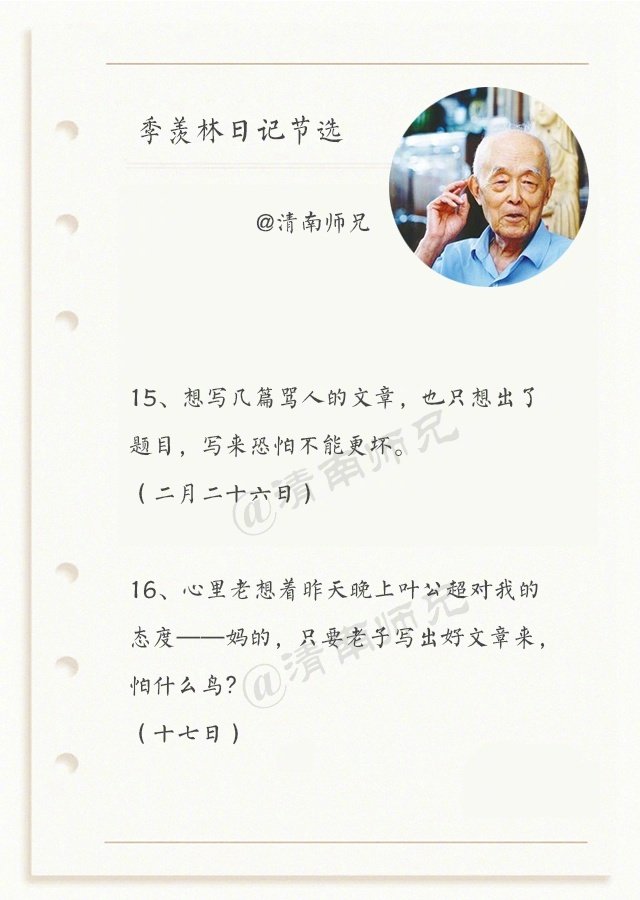 季羡林日记节选
@清南师兄
15、想写几篇骂人的文章，也只想出了
题目，写来恐怕不能更坏。
（二月二十六日）
@清南师兄
16、心里老想着昨天晚上叶公超对我的
态度——妈的，只要老子写出好文章来，
怕什么鸟？
（十七日）
@清南师兄